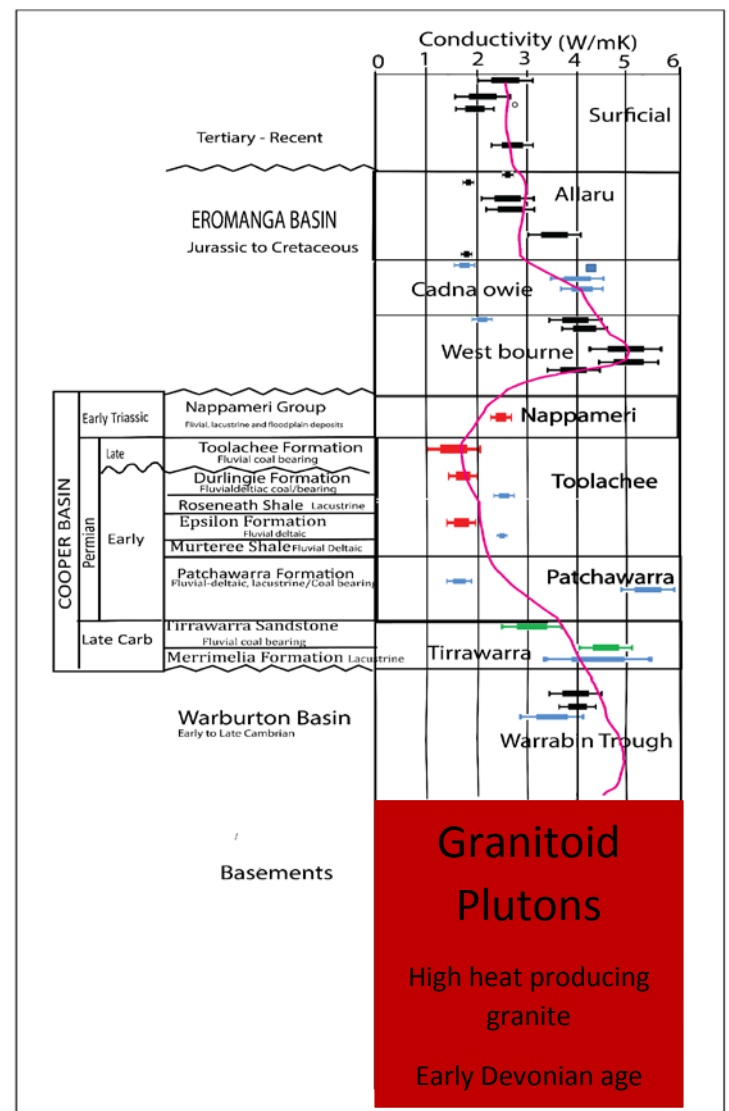 Conductivity (W/mK)
0 1 2 3 4 5 6
Surficial
Tertiary - Recent
Allaru
EROMANGA BASIN
Jurassic to Cretaceous
Cadna owie
West bourne
COOPER BASIN
Early Triassic
Nappameri Group
Flivial, lacustrine and floodplain deposits
Nappameri
Permian
Late
Toolachee Formation
Fluvial coal bearing
Toolachee
Early
Durlingie Formation
Fluvialdeltiac coal/bearing
Roseneath Shale Lacustrine
Epsilon Formation
Fluvial deltaic
Murteree Shale Fluvial Deltaic
Patchawarra Formation
Fluvial-deltaic, lacustrine/Coal bearing
Patchawarra
Late Carb
Tirrawarra Sandstone
Fluvial coal bearing
Merrimelia Formation Lacustrine
Tirrawarra
Warburton Basin
Early to Late Cambrian
Warrabin Trough
Basements
Granitoid
Plutons
High heat producing
granite
Early Devonian age